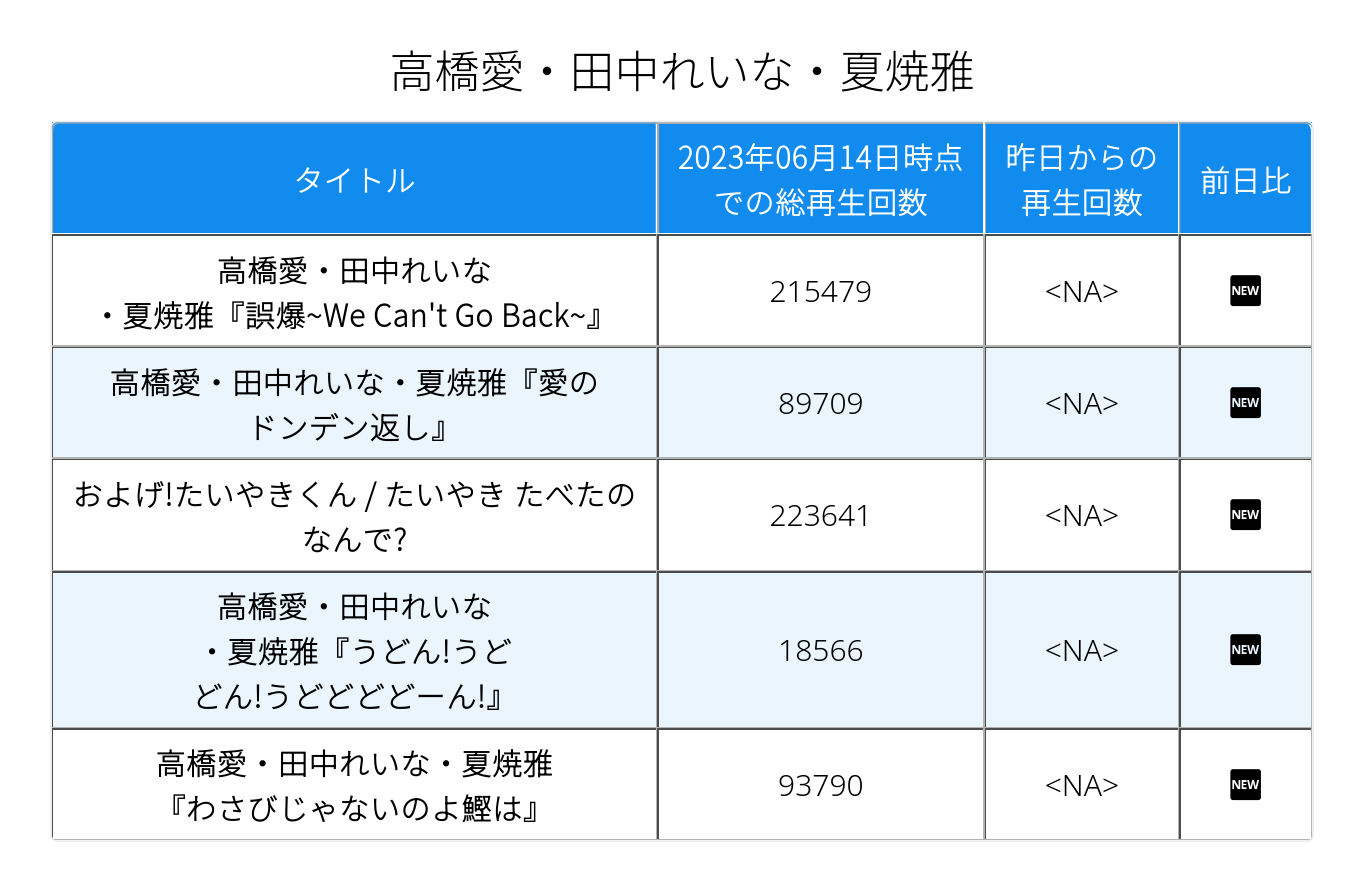 高橋愛・田中れいな・夏焼雅
タイトル
2023年06月14日時点
での総再生回数
昨日からの
再生回数
前日比
高橋愛・田中れいな
・夏焼雅『誤爆~We Can't Go Back~』
215479
<NA>
NEW
高橋愛・田中れいな・夏焼雅『愛の
ドンデン返し』
89709
<NA>
NEW
およげ!たいやきくん / たいやき たべたの
なんで?
223641
<NA>
NEW
高橋愛・田中れいな
・夏焼雅『うどん!うど
どん!うどどどどーん!』
18566
<NA>
NEW
高橋愛・田中れいな・夏焼雅
『わさびじゃないのよ鰹は』
93790
<NA>
NEW